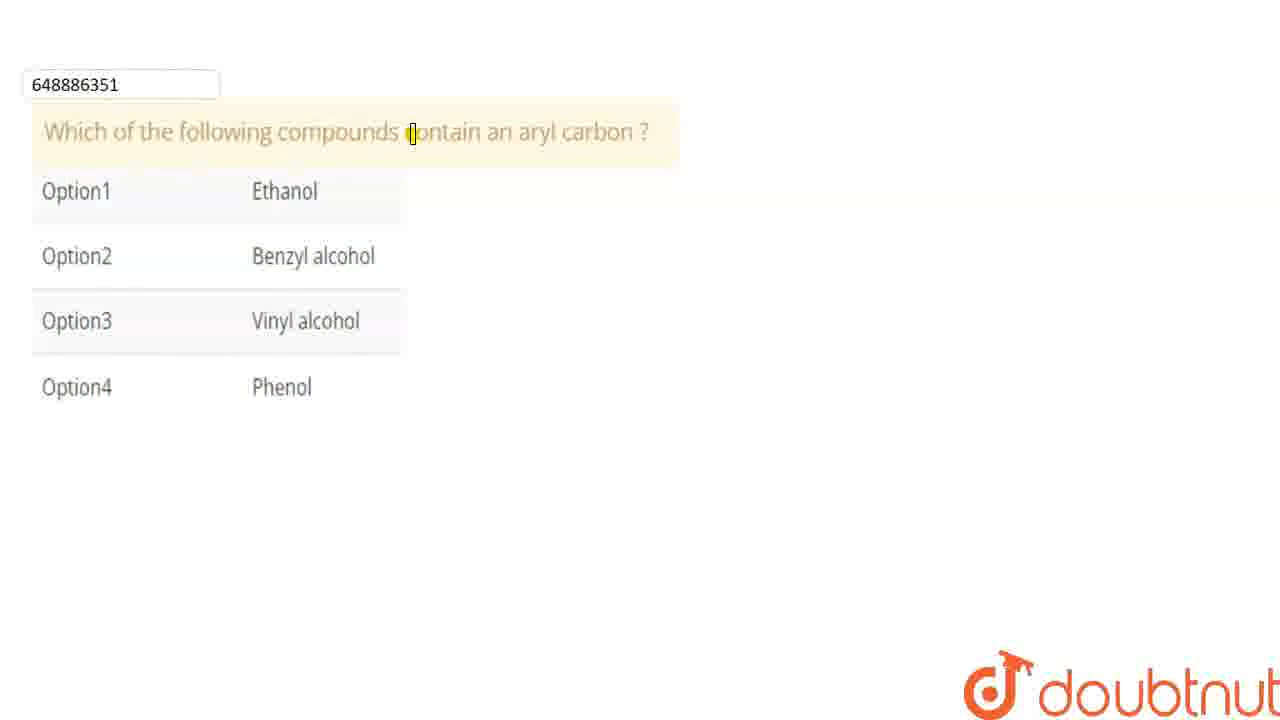 648886351
Which of the following compounds contain an aryl carbon ?
Option1 Ethanol
Option2 Benzyl alcohol
Option3 Vinyl alcohol
Option4 Phenol
doubtnut